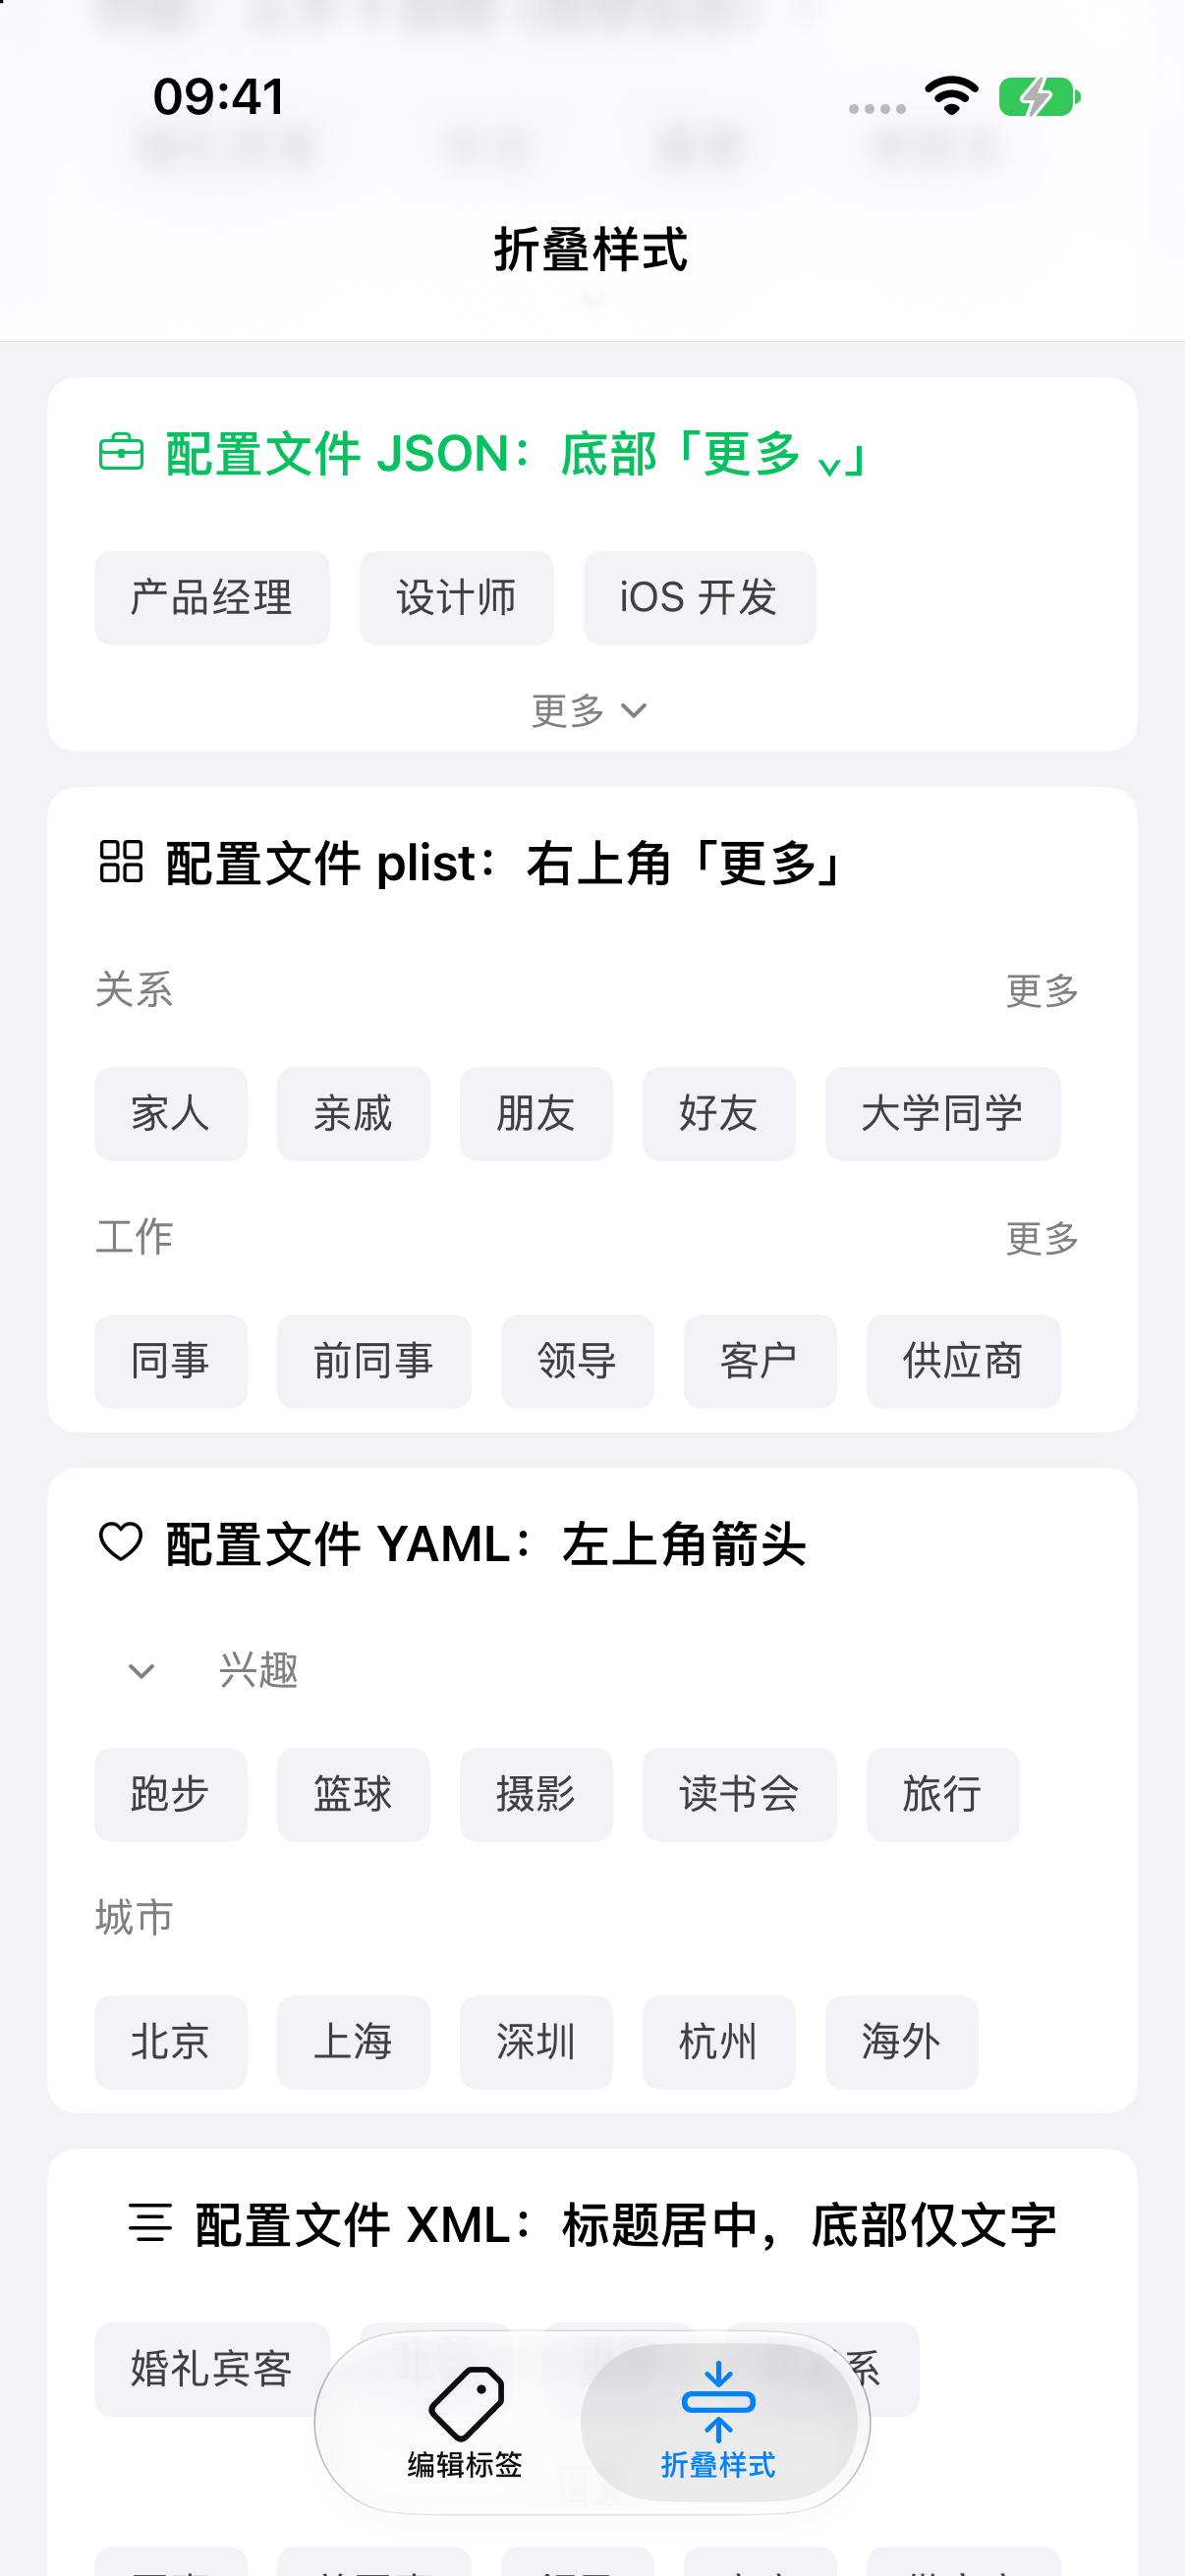 09:41
折叠样式
配置文件 JSON：底部「更多 ⌄」
产品经理 设计师 iOS 开发
更多
配置文件 plist：右上角「更多」
关系 更多
家人 亲戚 朋友 好友 大学同学
工作 更多
同事 前同事 领导 客户 供应商
配置文件 YAML：左上角箭头
兴趣
跑步 篮球 摄影 读书会 旅行
城市
北京 上海 深圳 杭州 海外
配置文件 XML：标题居中，底部仅文字
婚礼宾客 系
编辑标签 折叠样式